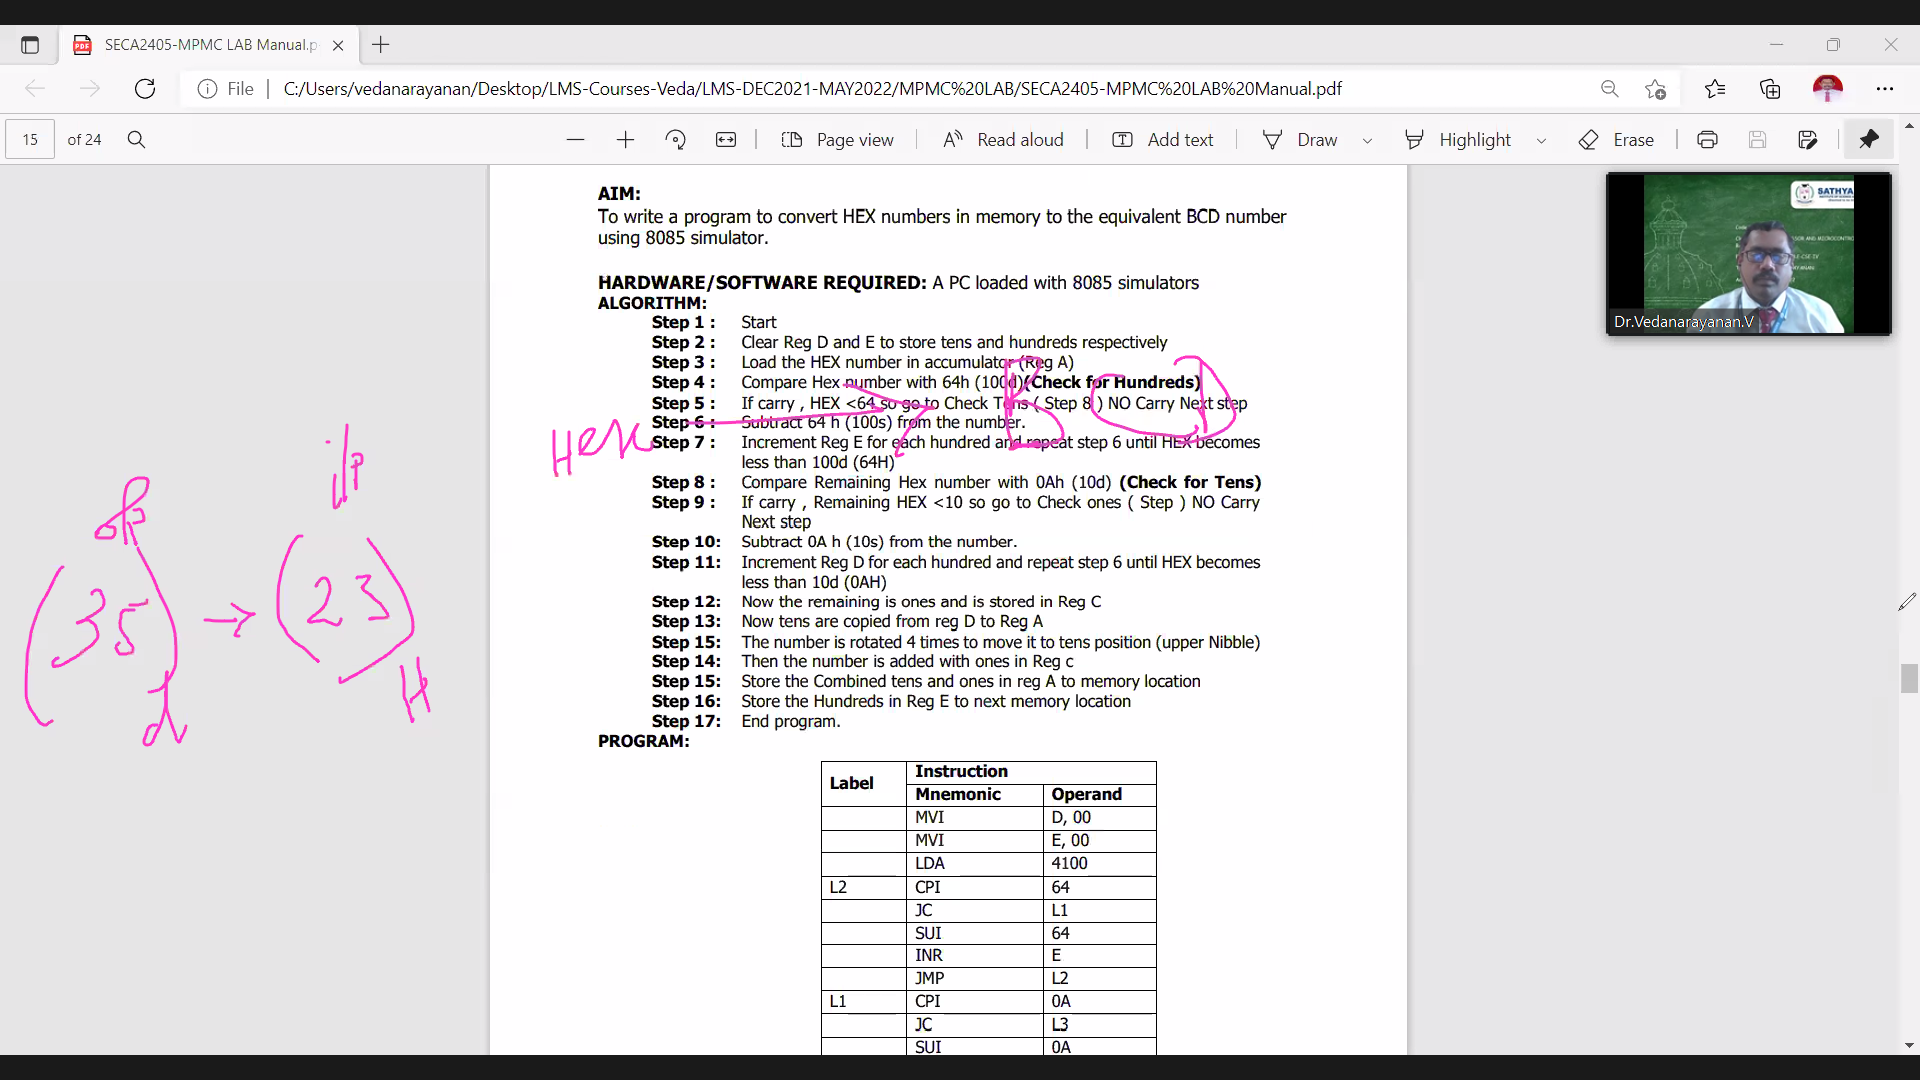 SECA2405-MPMC LAB Manual.p
File
C:/Users/vedanarayanan/Desktop/LMS-Courses-Veda/LMS-DEC2021-MAY2022/MPMC%20LAB/SECA2405-MPMC%20LAB%20Manual.pdf
15 of 24
Page view
Read aloud
Add text
Draw
Highlight
Erase
AIM:
To write a program to convert HEX numbers in memory to the equivalent BCD number
using 8085 simulator.
HARDWARE/SOFTWARE REQUIRED: A PC loaded with 8085 simulators
ALGORITHM:
Step 1 : Start
Step 2 : Clear Reg D and E to store tens and hundreds respectively
Step 3 : Load the HEX number in accumulator (Reg A)
Step 4 : Compare Hex number with 64h (100d)(Check for Hundreds)
Step 5 : If carry , HEX <64 so go to Check Tens ( Step 8 ) NO Carry Next step
Step 6 : Subtract 64 h (100s) from the number.
Step 7 : Increment Reg E for each hundred and repeat step 6 until HEX becomes
less than 100d (64H)
Step 8 : Compare Remaining Hex number with 0Ah (10d) (Check for Tens)
Step 9 : If carry , Remaining HEX <10 so go to Check ones ( Step ) NO Carry
Next step
Step 10: Subtract 0A h (10s) from the number.
Step 11: Increment Reg D for each hundred and repeat step 6 until HEX becomes
less than 10d (0AH)
Step 12: Now the remaining is ones and is stored in Reg C
Step 13: Now tens are copied from reg D to Reg A
Step 15: The number is rotated 4 times to move it to tens position (upper Nibble)
Step 14: Then the number is added with ones in Reg c
Step 15: Store the Combined tens and ones in reg A to memory location
Step 16: Store the Hundreds in Reg E to next memory location
Step 17: End program.
PROGRAM:
Label Instruction
Mnemonic Operand
MVI D, 00
MVI E, 00
LDA 4100
L2 CPI 64
JC L1
SUI 64
INR E
JMP L2
L1 CPI 0A
JC L3
SUI 0A
Hex → BCD
o/p i/p
(35)d → (23)H
SATHYA
Dr.Vedanarayanan.V